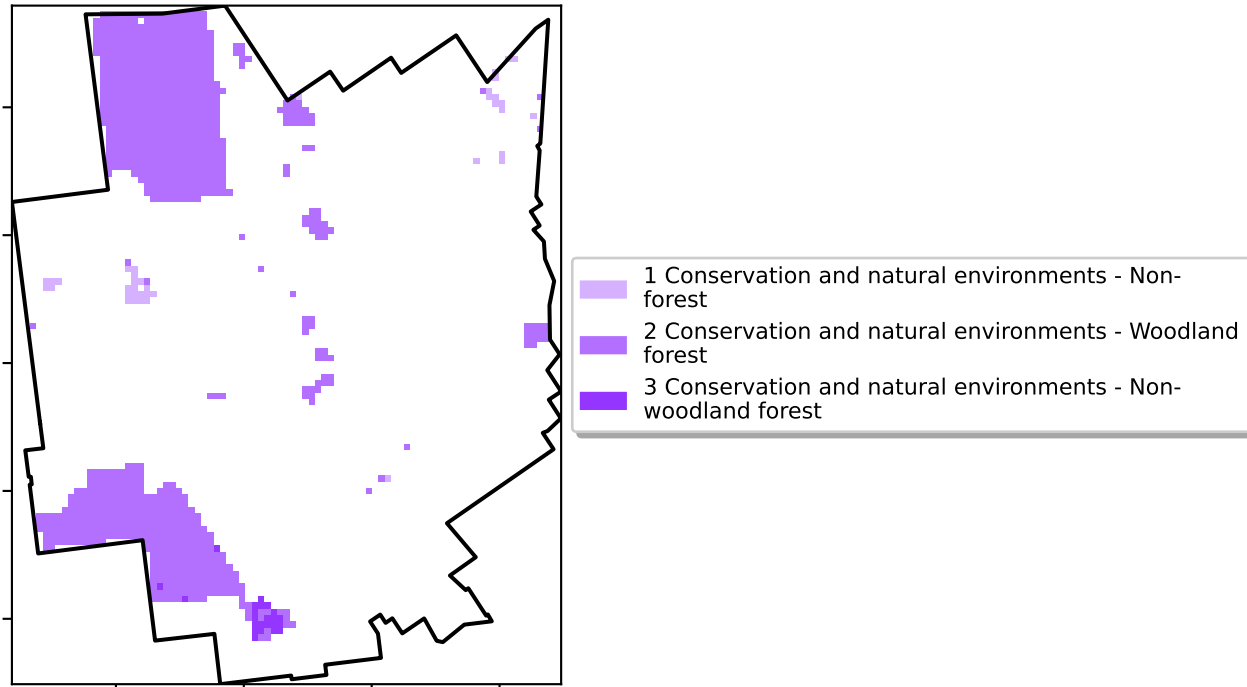 1 Conservation and natural environments - Non-
forest
2 Conservation and natural environments - Woodland
forest
3 Conservation and natural environments - Non-
woodland forest